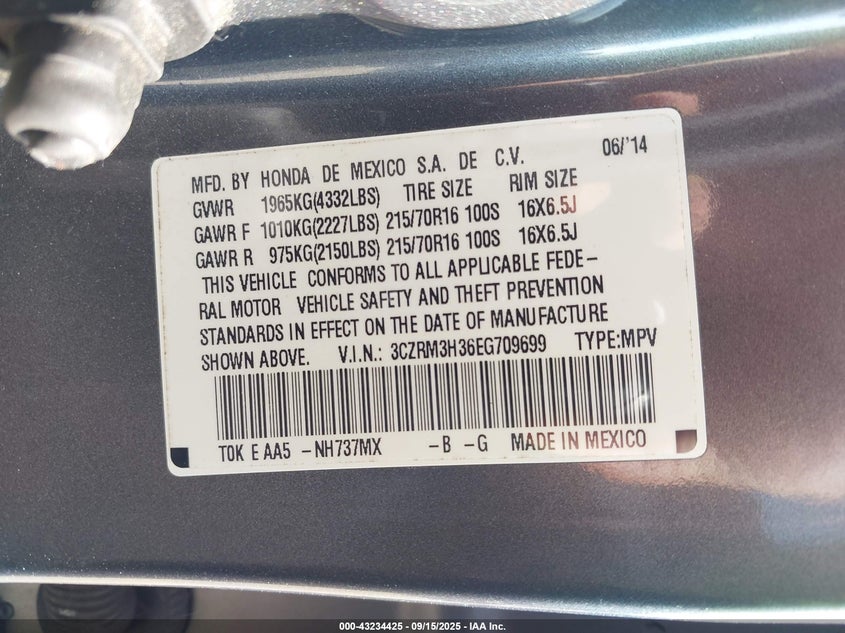 MFD. BY HONDA DE MEXICO S.A. DE C.V. 06/'14
GVWR 1965KG(4332LBS) TIRE SIZE RIM SIZE
GAWR F 1010KG(2227LBS) 215/70R16 100S 16X6.5J
GAWR R 975KG(2150LBS) 215/70R16 100S 16X6.5J
THIS VEHICLE CONFORMS TO ALL APPLICABLE FEDE-
RAL MOTOR VEHICLE SAFETY AND THEFT PREVENTION
STANDARDS IN EFFECT ON THE DATE OF MANUFACTURE
SHOWN ABOVE. V.I.N.: 3CZRM3H36EG709699 TYPE:MPV
T0K E AA5 -NH737MX -B -G MADE IN MEXICO
000-43234425 - 09/15/2025 - IAA Inc.